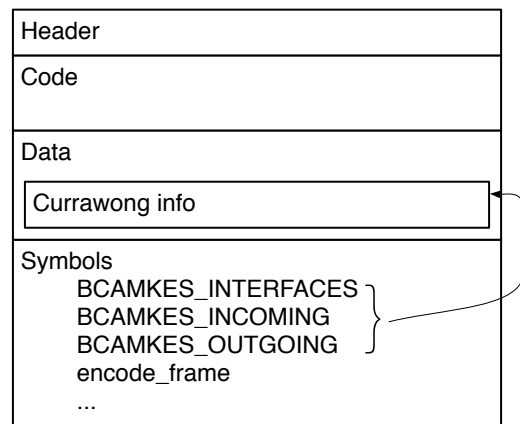 Header
Code
Data
Currawong info
Symbols
BCAMKES_INTERFACES
BCAMKES_INCOMING
BCAMKES_OUTGOING
encode_frame
...